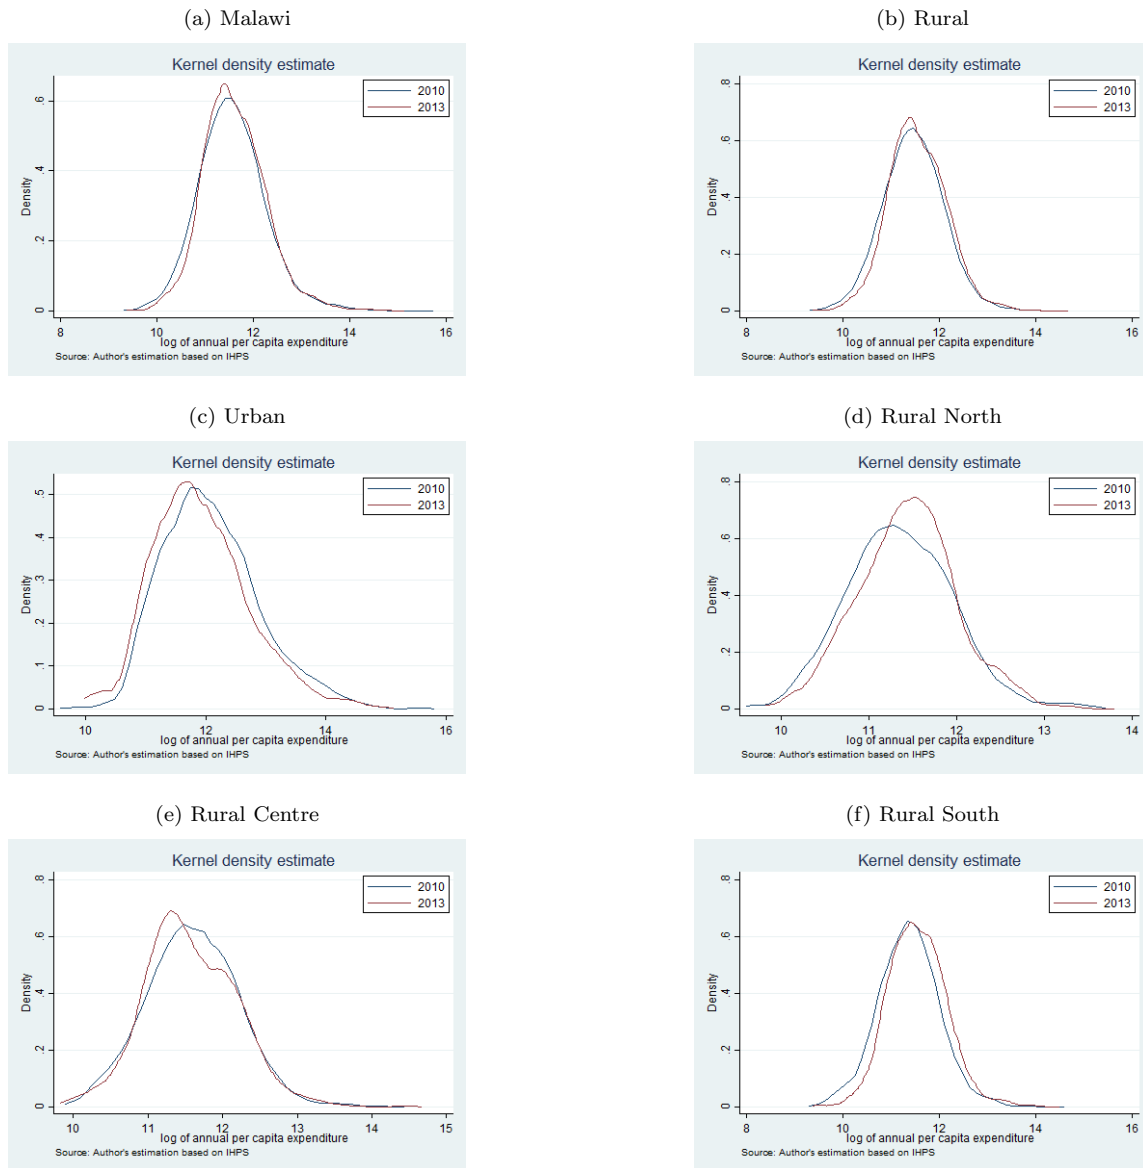 (a) Malawi
Kernel density estimate
2010
2013
Density
0
.2
.4
.6
8
10
12
14
16
log of annual per capita expenditure
Source: Author's estimation based on IHPS
(b) Rural
Kernel density estimate
2010
2013
Density
0
.2
.4
.6
.8
8
10
12
14
16
log of annual per capita expenditure
Source: Author's estimation based on IHPS
(c) Urban
Kernel density estimate
2010
2013
Density
0
.1
.2
.3
.4
.5
10
12
14
16
log of annual per capita expenditure
Source: Author's estimation based on IHPS
(d) Rural North
Kernel density estimate
2010
2013
Density
0
.2
.4
.6
.8
10
11
12
13
14
log of annual per capita expenditure
Source: Author's estimation based on IHPS
(e) Rural Centre
Kernel density estimate
2010
2013
Density
0
.2
.4
.6
.8
10
11
12
13
14
15
log of annual per capita expenditure
Source: Author's estimation based on IHPS
(f) Rural South
Kernel density estimate
2010
2013
Density
0
.2
.4
.6
.8
8
10
12
14
16
log of annual per capita expenditure
Source: Author's estimation based on IHPS